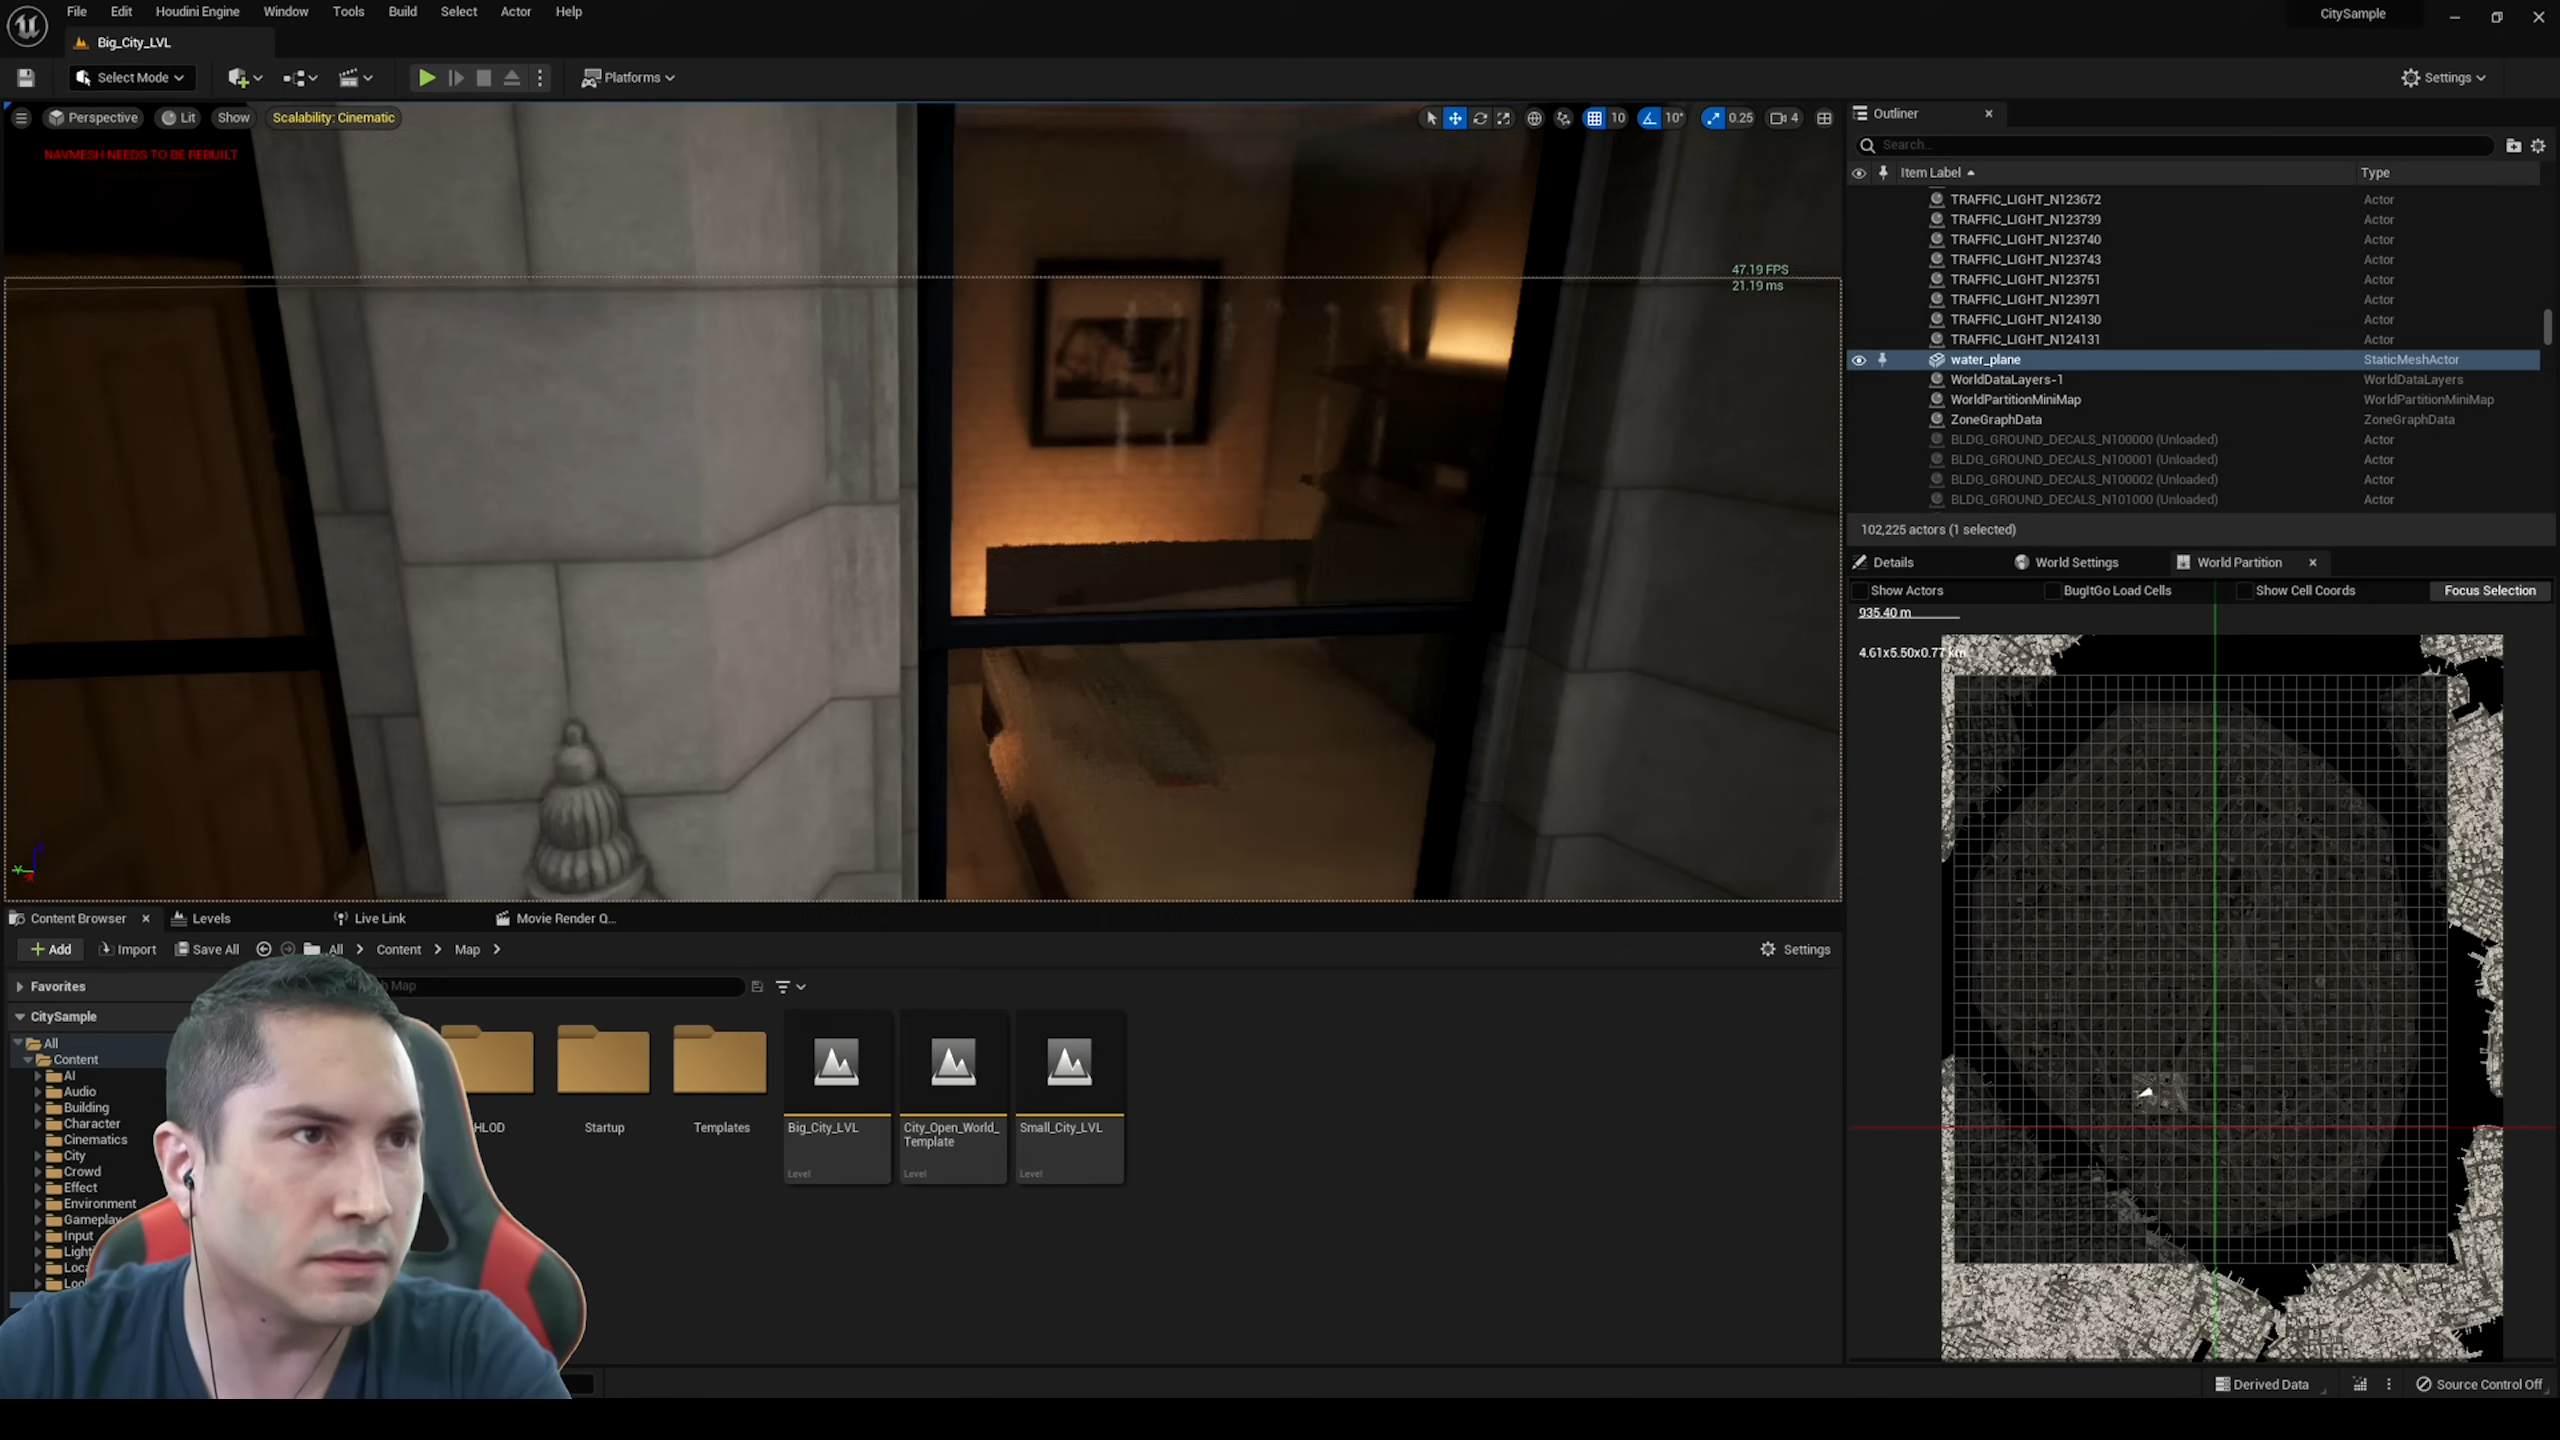 File Edit Houdini Engine Window Tools Build Select Actor Help
CitySample
Big_City_LVL
Select Mode
Platforms
Settings
Perspective Lit Show Scalability: Cinematic
10 10° 0.25 4
NAVMESH NEEDS TO BE REBUILT
47.19 FPS
21.19 ms
Outliner
Search...
Item Label Type
TRAFFIC_LIGHT_N123672 Actor
TRAFFIC_LIGHT_N123739 Actor
TRAFFIC_LIGHT_N123740 Actor
TRAFFIC_LIGHT_N123743 Actor
TRAFFIC_LIGHT_N123751 Actor
TRAFFIC_LIGHT_N123971 Actor
TRAFFIC_LIGHT_N124130 Actor
TRAFFIC_LIGHT_N124131 Actor
water_plane StaticMeshActor
WorldDataLayers-1 WorldDataLayers
WorldPartitionMiniMap WorldPartitionMiniMap
ZoneGraphData ZoneGraphData
BLDG_GROUND_DECALS_N100000 (Unloaded) Actor
BLDG_GROUND_DECALS_N100001 (Unloaded) Actor
BLDG_GROUND_DECALS_N100002 (Unloaded) Actor
BLDG_GROUND_DECALS_N101000 (Unloaded) Actor
102,225 actors (1 selected)
Details World Settings World Partition
Show Actors BugItGo Load Cells Show Cell Coords Focus Selection
935.40 m
4.61x5.50x0.77 km
Content Browser Levels Live Link Movie Render Q...
Add Import Save All All Content Map Settings
Favorites
Map
CitySample
All
Content
AI
Audio
Building
Character
Cinematics
City
Crowd
Effect
Environment
Gameplay
Input
HLOD Startup Templates
Big_City_LVL
Level
City_Open_World_
Template
Level
Small_City_LVL
Level
Derived Data Source Control Off